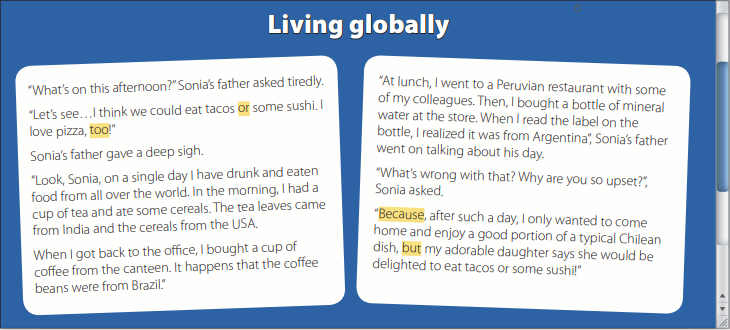 Living globally
“What’s on this afternoon?” Sonia’s father asked tiredly.
“Let’s see…I think we could eat tacos or some sushi. I
love pizza, too!”
Sonia’s father gave a deep sigh.
“Look, Sonia, on a single day I have drunk and eaten
food from all over the world. In the morning, I had a
cup of tea and ate some cereals. The tea leaves came
from India and the cereals from the USA.
When I got back to the office, I bought a cup of
coffee from the canteen. It happens that the coffee
beans were from Brazil.”
“At lunch, I went to a Peruvian restaurant with some
of my colleagues. Then, I bought a bottle of mineral
water at the store. When I read the label on the
bottle, I realized it was from Argentina”, Sonia’s father
went on talking about his day.
“What’s wrong with that? Why are you so upset?”,
Sonia asked.
“Because, after such a day, I only wanted to come
home and enjoy a good portion of a typical Chilean
dish, but my adorable daughter says she would be
delighted to eat tacos or some sushi!”